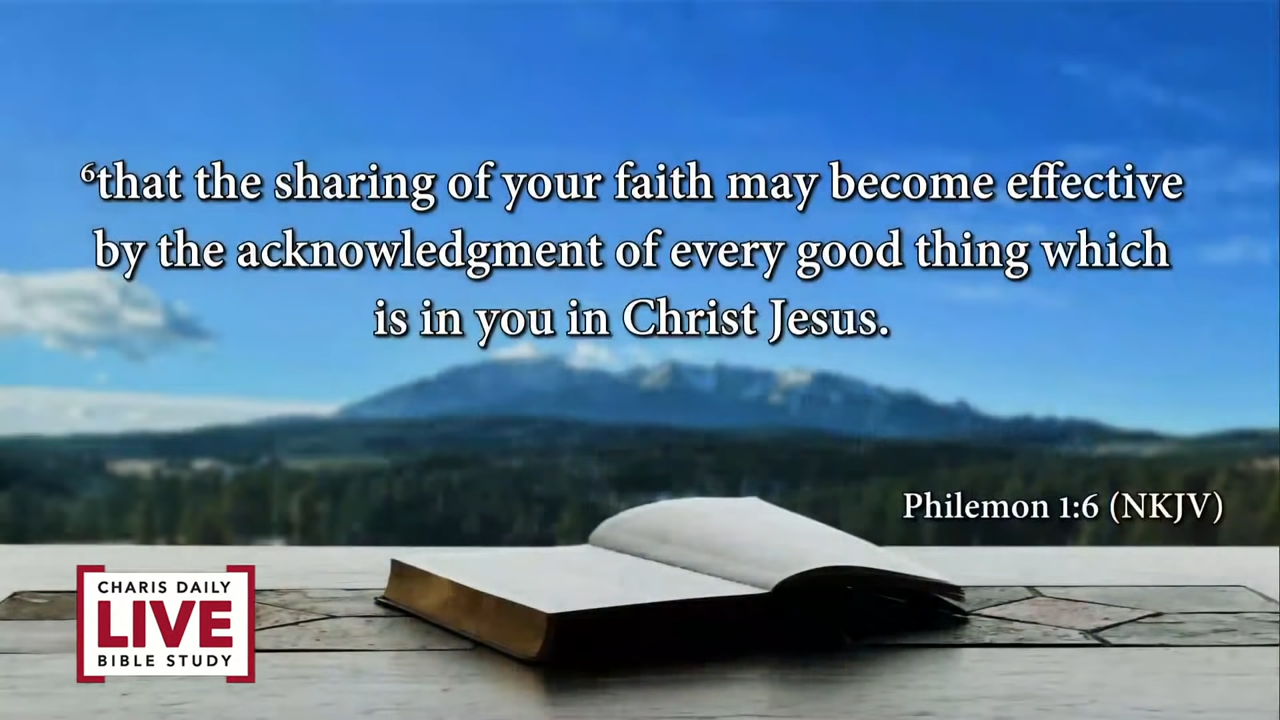 ⁶that the sharing of your faith may become effective
by the acknowledgment of every good thing which
is in you in Christ Jesus.
Philemon 1:6 (NKJV)
CHARIS DAILY
LIVE
BIBLE STUDY